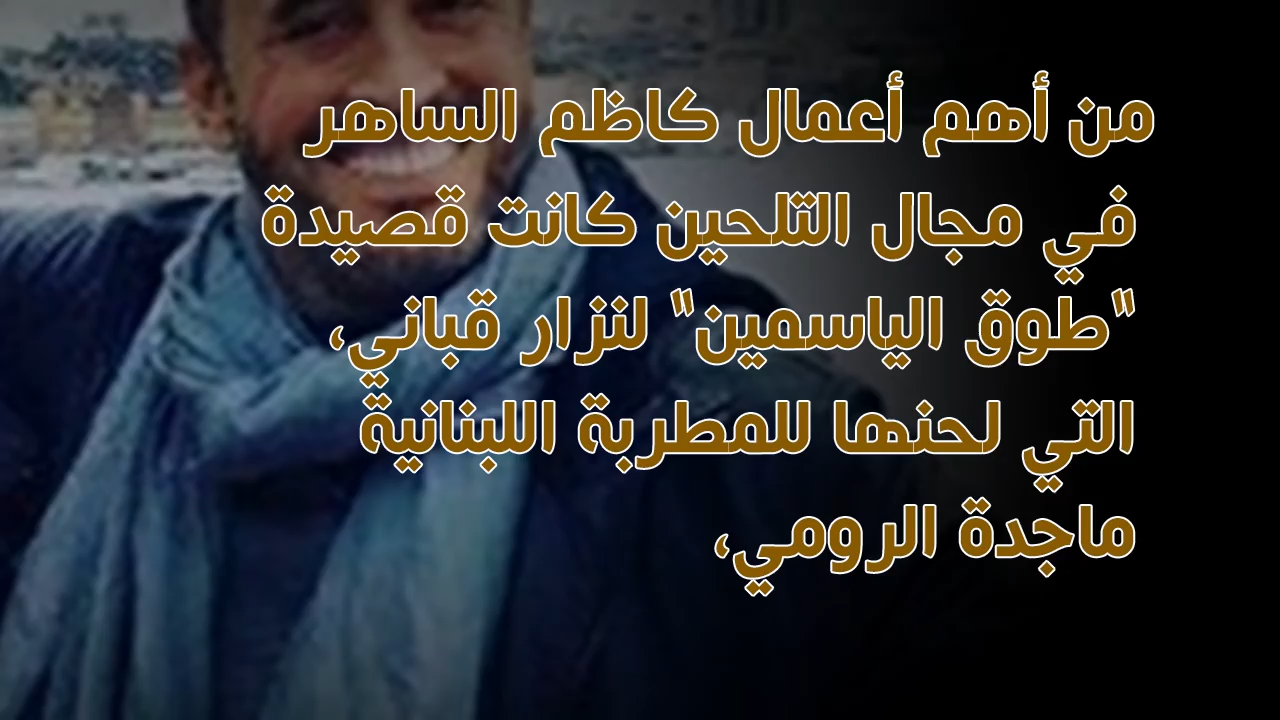 من أهم أعمال كاظم الساهر
في مجال التلحين كانت قصيدة
"طوق الياسمين" لنزار قباني،
التي لحنها للمطربة اللبنانية
ماجدة الرومي،